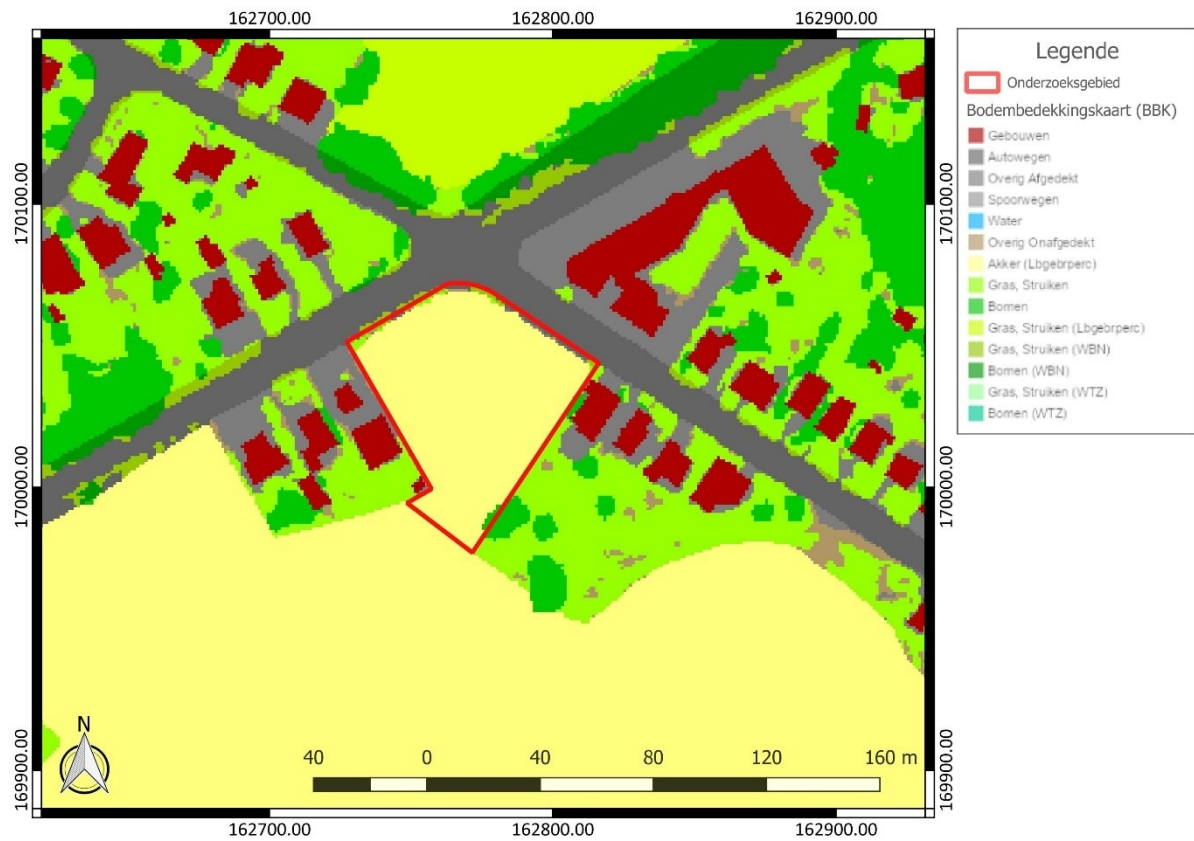 162700.00 162800.00 162900.00
Legende
Onderzoeksgebied
Bodembedekkingskaart (BBK)
Gebouwen
Autowegen
Overig Afgedekt
Spoorwegen
Water
Overig Onafgedekt
Akker (Lbgebrperc)
Gras, Struiken
Bomen
Gras, Struiken (Lbgebrperc)
Gras, Struiken (WBN)
Bomen (WBN)
Gras, Struiken (WTZ)
Bomen (WTZ)
170100.00 170100.00
170000.00 170000.00
169900.00 169900.00
N
40 0 40 80 120 160 m
162700.00 162800.00 162900.00